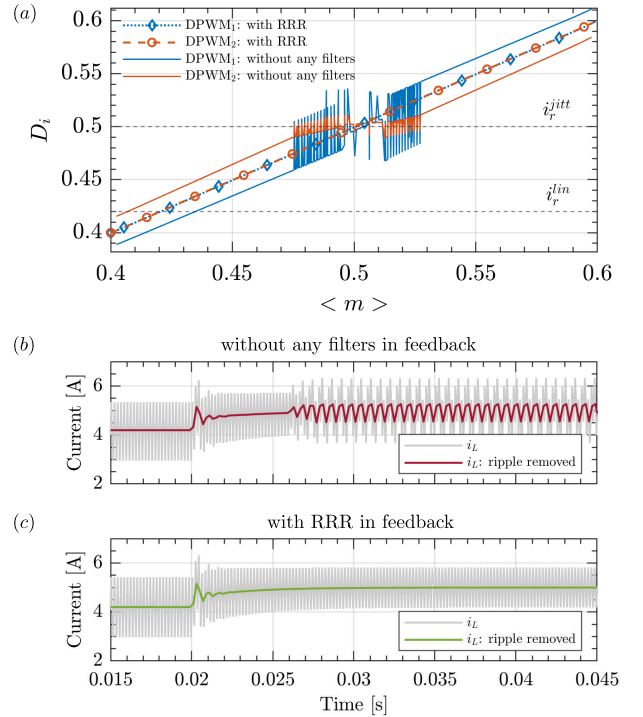 (a)
DPWM₁: with RRR
DPWM₂: with RRR
DPWM₁: without any filters
DPWM₂: without any filters
0.6
0.55
0.5
0.45
0.4
D_i
i_r^{jitt}
i_r^{lin}
0.4 0.45 0.5 0.55 0.6
< m >
(b) without any filters in feedback
6
4
2
Current [A]
i_L
i_L: ripple removed
(c) with RRR in feedback
6
4
2
Current [A]
i_L
i_L: ripple removed
0.015 0.02 0.025 0.03 0.035 0.04 0.045
Time [s]